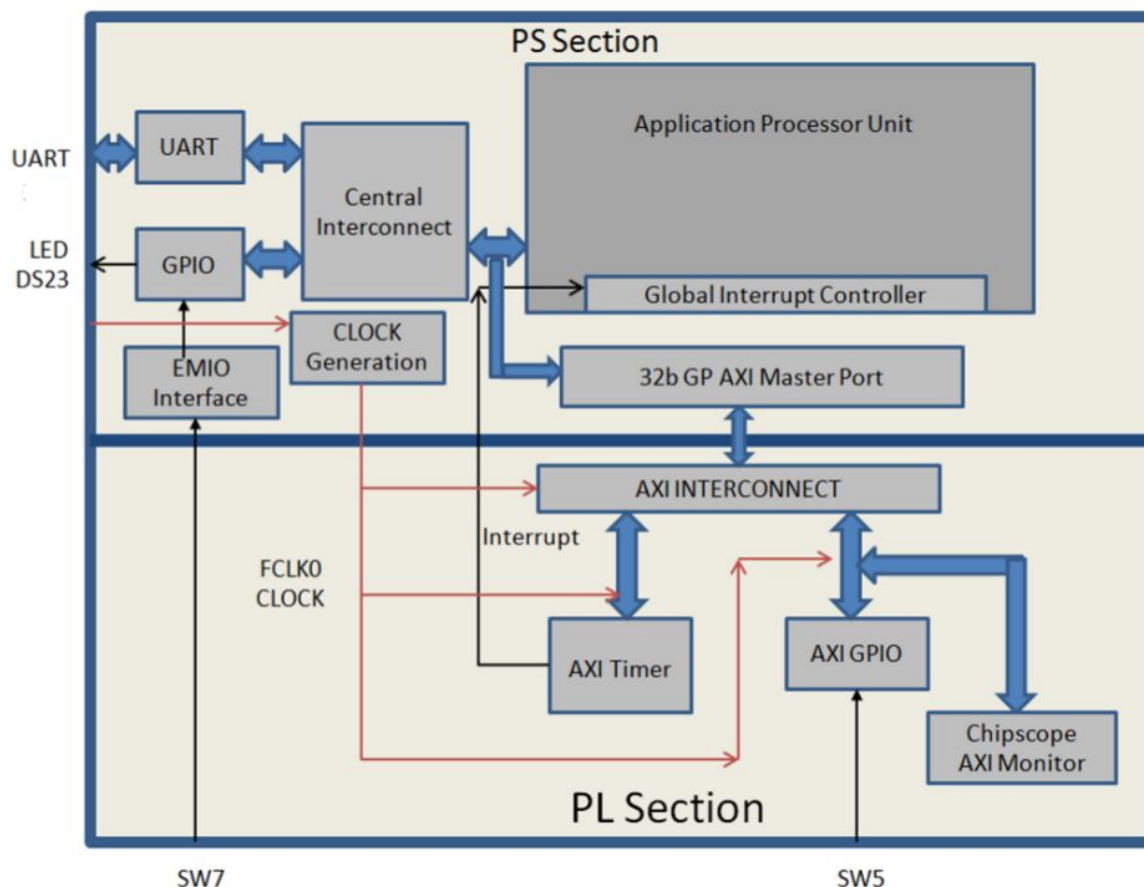 PS Section
Application Processor Unit
UART
UART
Central
Interconnect
LED
DS23
GPIO
Global Interrupt Controller
CLOCK
Generation
EMIO
Interface
32b GP AXI Master Port
AXI INTERCONNECT
Interrupt
FCLK0
CLOCK
AXI Timer
AXI GPIO
Chipscope
AXI Monitor
PL Section
SW7
SW5